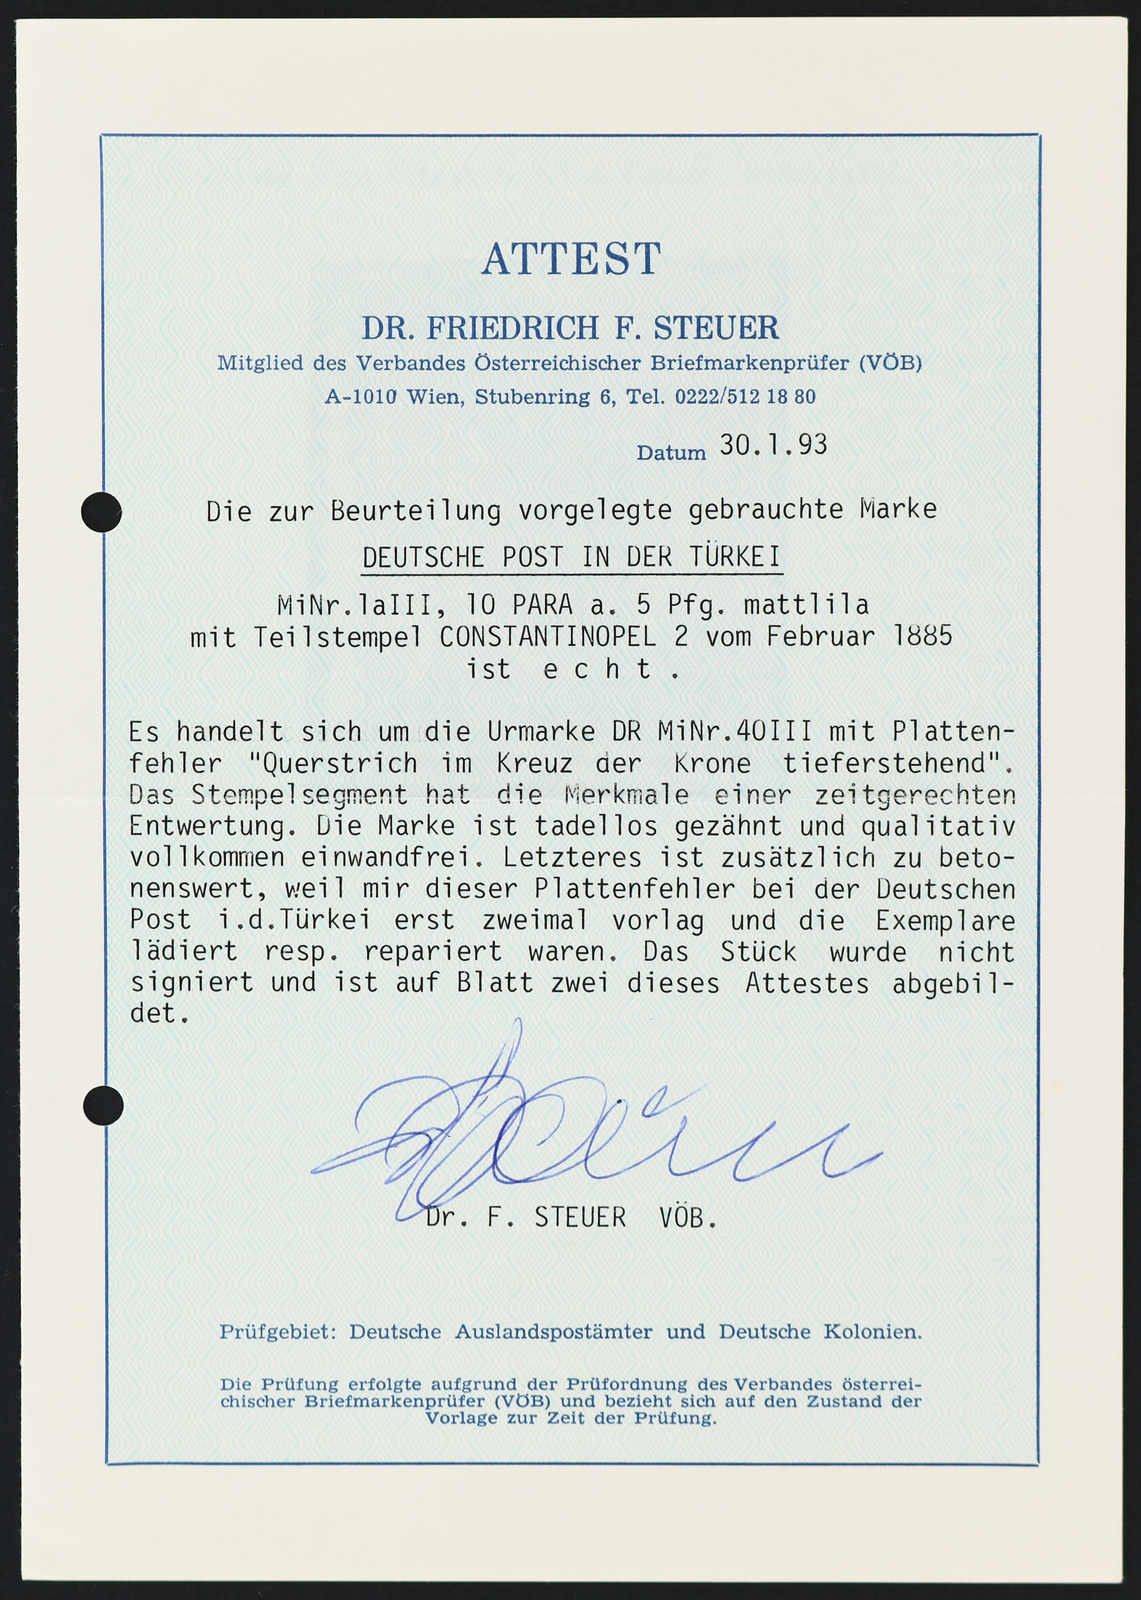 ATTEST
DR. FRIEDRICH F. STEUER
Mitglied des Verbandes Österreichischer Briefmarkenprüfer (VÖB)
A-1010 Wien, Stubenring 6, Tel. 0222/512 18 80
Datum 30.1.93
Die zur Beurteilung vorgelegte gebrauchte Marke
DEUTSCHE POST IN DER TÜRKEI
MiNr.1aIII, 10 PARA a. 5 Pfg. mattlila
mit Teilstempel CONSTANTINOPEL 2 vom Februar 1885
ist e c h t .
Es handelt sich um die Urmarke DR MiNr.40III mit Platten-
fehler "Querstrich im Kreuz der Krone tieferstehend".
Das Stempelsegment hat die Merkmale einer zeitgerechten
Entwertung. Die Marke ist tadellos gezähnt und qualitativ
vollkommen einwandfrei. Letzteres ist zusätzlich zu beto-
nenswert, weil mir dieser Plattenfehler bei der Deutschen
Post i.d.Türkei erst zweimal vorlag und die Exemplare
lädiert resp. repariert waren. Das Stück wurde nicht
signiert und ist auf Blatt zwei dieses Attestes abgebil-
det.
Dr. F. STEUER VÖB.
Prüfgebiet: Deutsche Auslandspostämter und Deutsche Kolonien.
Die Prüfung erfolgte aufgrund der Prüfordnung des Verbandes österrei-
chischer Briefmarkenprüfer (VÖB) und bezieht sich auf den Zustand der
Vorlage zur Zeit der Prüfung.